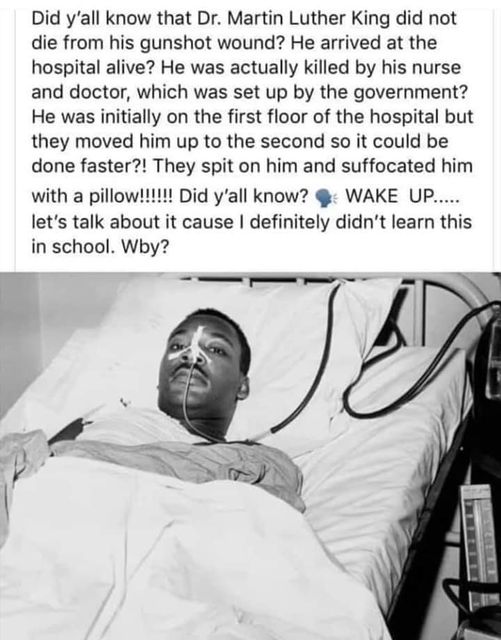 Did y'all know that Dr. Martin Luther King did not
die from his gunshot wound? He arrived at the
hospital alive? He was actually killed by his nurse
and doctor, which was set up by the government?
He was initially on the first floor of the hospital but
they moved him up to the second so it could be
done faster?! They spit on him and suffocated him
with a pillow!!!!!! Did y'all know? 🗣 WAKE UP.....
let's talk about it cause I definitely didn't learn this
in school. Wby?